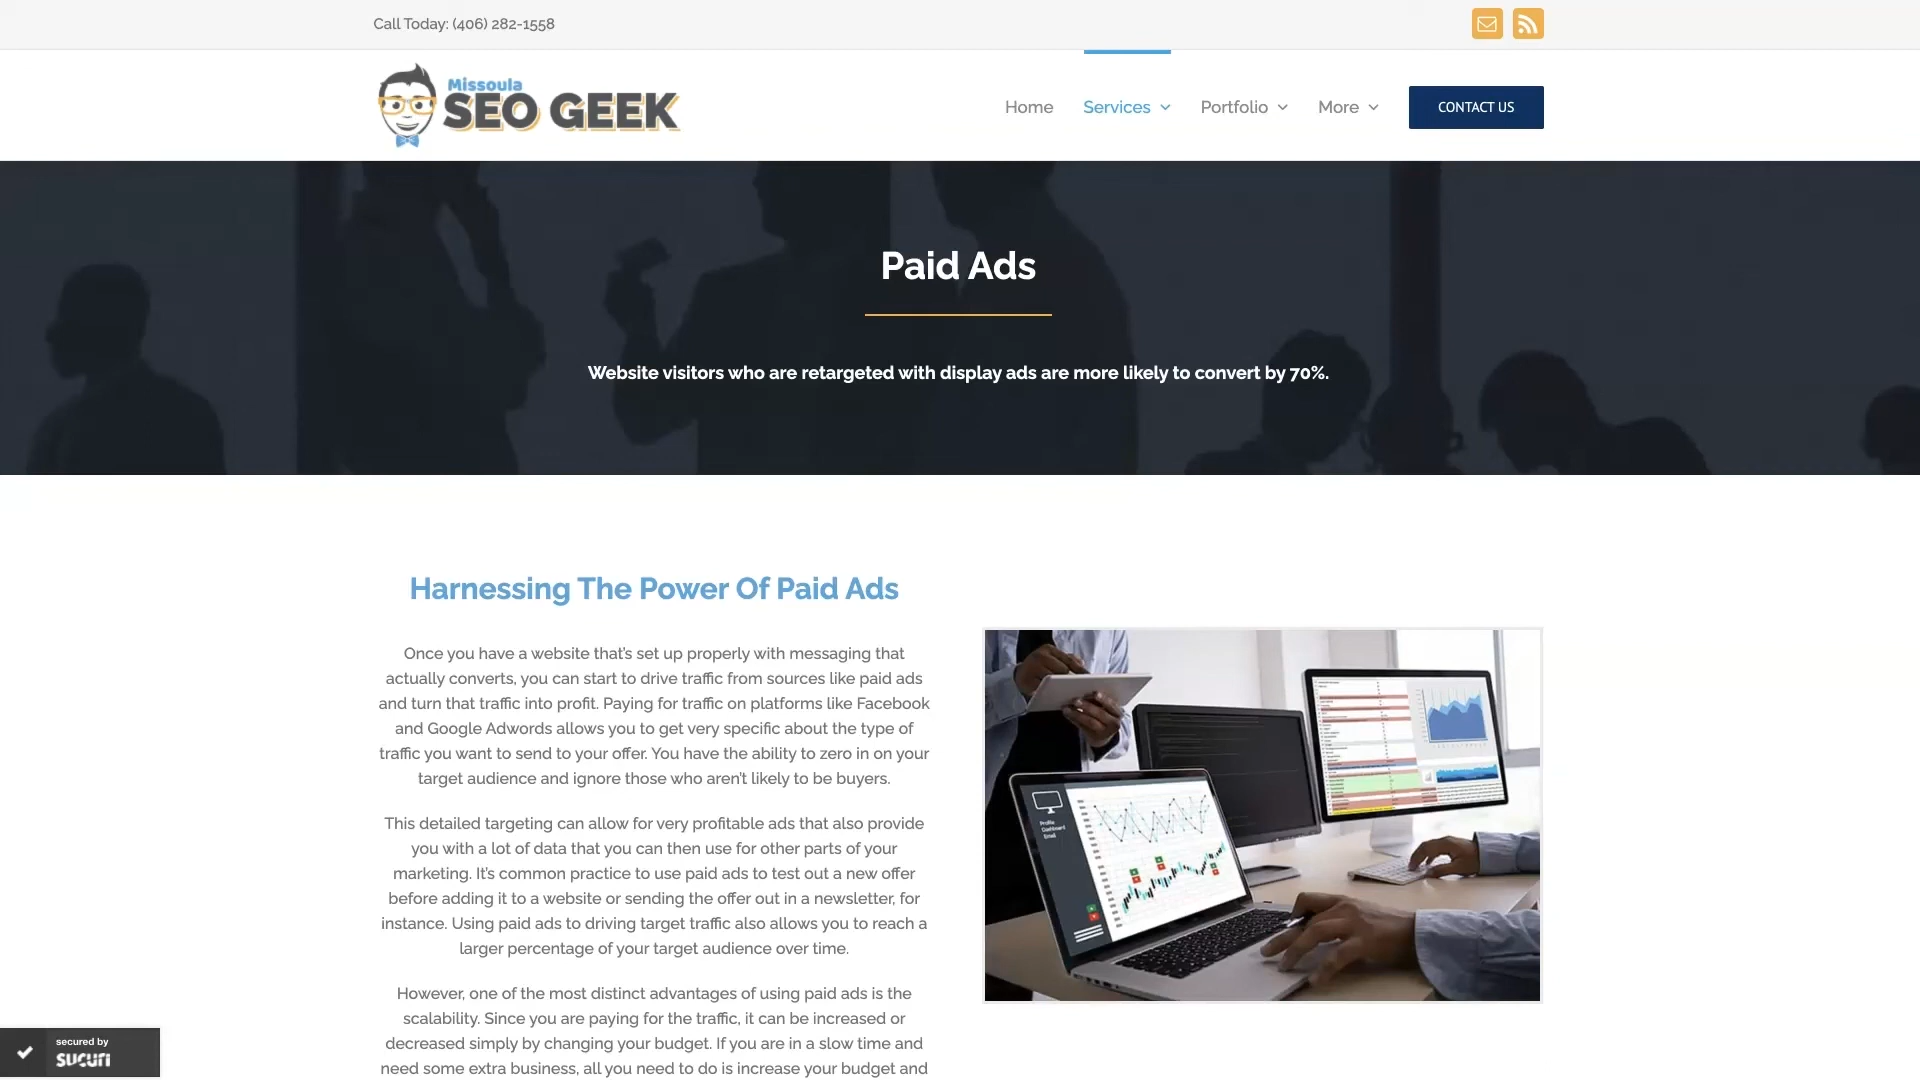 Call Today: (406) 282-1558
Missoula
SEO GEEK
Home
Services
Portfolio
More
CONTACT US
Paid Ads
Website visitors who are retargeted with display ads are more likely to convert by 70%.
Harnessing The Power Of Paid Ads
Once you have a website that's set up properly with messaging that
actually converts, you can start to drive traffic from sources like paid ads
and turn that traffic into profit. Paying for traffic on platforms like Facebook
and Google Adwords allows you to get very specific about the type of
traffic you want to send to your offer. You have the ability to zero in on your
target audience and ignore those who aren't likely to be buyers.
This detailed targeting can allow for very profitable ads that also provide
you with a lot of data that you can then use for other parts of your
marketing. It's common practice to use paid ads to test out a new offer
before adding it to a website or sending the offer out in a newsletter, for
instance. Using paid ads to driving target traffic also allows you to reach a
larger percentage of your target audience over time.
However, one of the most distinct advantages of using paid ads is the
scalability. Since you are paying for the traffic, it can be increased or
decreased simply by changing your budget. If you are in a slow time and
need some extra business, all you need to do is increase your budget and
Profile
Dashboard
Email
secured by
sucuri